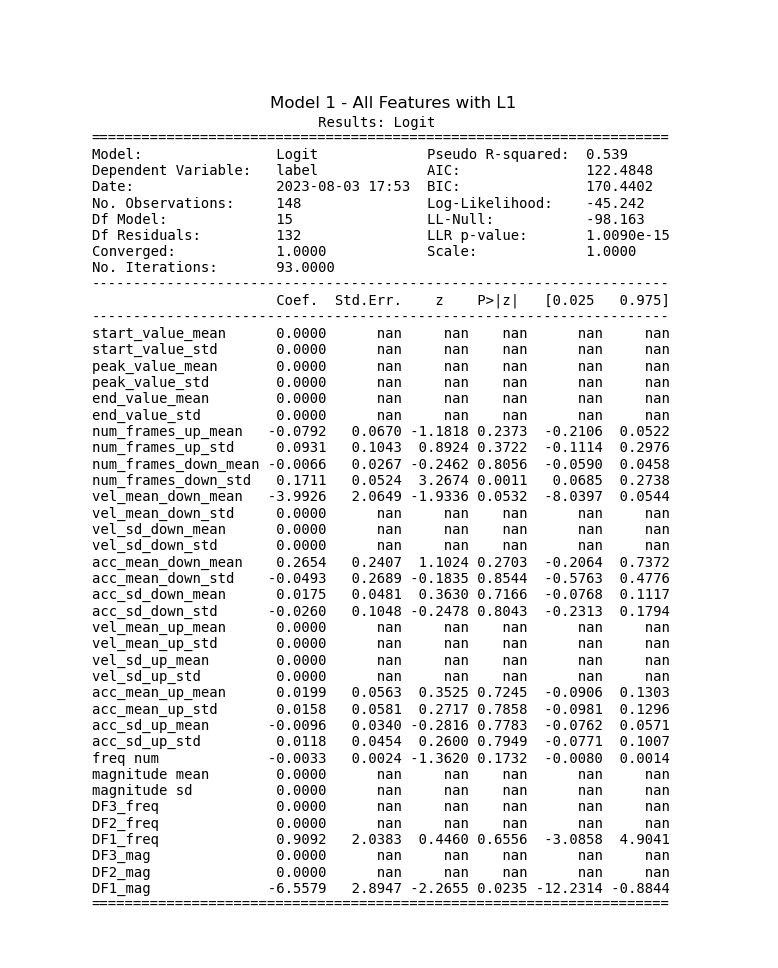 Model 1 - All Features with L1
Results: Logit
=====================================================================
Model:                Logit             Pseudo R-squared:  0.539
Dependent Variable:   label             AIC:               122.4848
Date:                 2023-08-03 17:53  BIC:               170.4402
No. Observations:     148               Log-Likelihood:    -45.242
Df Model:             15                LL-Null:           -98.163
Df Residuals:         132               LLR p-value:       1.0090e-15
Converged:            1.0000            Scale:             1.0000
No. Iterations:       93.0000
---------------------------------------------------------------------
                      Coef.  Std.Err.    z    P>|z|   [0.025   0.975]
---------------------------------------------------------------------
start_value_mean      0.0000      nan     nan    nan      nan     nan
start_value_std       0.0000      nan     nan    nan      nan     nan
peak_value_mean       0.0000      nan     nan    nan      nan     nan
peak_value_std        0.0000      nan     nan    nan      nan     nan
end_value_mean        0.0000      nan     nan    nan      nan     nan
end_value_std         0.0000      nan     nan    nan      nan     nan
num_frames_up_mean   -0.0792   0.0670 -1.1818 0.2373  -0.2106  0.0522
num_frames_up_std     0.0931   0.1043  0.8924 0.3722  -0.1114  0.2976
num_frames_down_mean -0.0066   0.0267 -0.2462 0.8056  -0.0590  0.0458
num_frames_down_std   0.1711   0.0524  3.2674 0.0011   0.0685  0.2738
vel_mean_down_mean   -3.9926   2.0649 -1.9336 0.0532  -8.0397  0.0544
vel_mean_down_std     0.0000      nan     nan    nan      nan     nan
vel_sd_down_mean      0.0000      nan     nan    nan      nan     nan
vel_sd_down_std       0.0000      nan     nan    nan      nan     nan
acc_mean_down_mean    0.2654   0.2407  1.1024 0.2703  -0.2064  0.7372
acc_mean_down_std    -0.0493   0.2689 -0.1835 0.8544  -0.5763  0.4776
acc_sd_down_mean      0.0175   0.0481  0.3630 0.7166  -0.0768  0.1117
acc_sd_down_std      -0.0260   0.1048 -0.2478 0.8043  -0.2313  0.1794
vel_mean_up_mean      0.0000      nan     nan    nan      nan     nan
vel_mean_up_std       0.0000      nan     nan    nan      nan     nan
vel_sd_up_mean        0.0000      nan     nan    nan      nan     nan
vel_sd_up_std         0.0000      nan     nan    nan      nan     nan
acc_mean_up_mean      0.0199   0.0563  0.3525 0.7245  -0.0906  0.1303
acc_mean_up_std       0.0158   0.0581  0.2717 0.7858  -0.0981  0.1296
acc_sd_up_mean       -0.0096   0.0340 -0.2816 0.7783  -0.0762  0.0571
acc_sd_up_std         0.0118   0.0454  0.2600 0.7949  -0.0771  0.1007
freq num             -0.0033   0.0024 -1.3620 0.1732  -0.0080  0.0014
magnitude mean        0.0000      nan     nan    nan      nan     nan
magnitude sd          0.0000      nan     nan    nan      nan     nan
DF3_freq              0.0000      nan     nan    nan      nan     nan
DF2_freq              0.0000      nan     nan    nan      nan     nan
DF1_freq              0.9092   2.0383  0.4460 0.6556  -3.0858  4.9041
DF3_mag               0.0000      nan     nan    nan      nan     nan
DF2_mag               0.0000      nan     nan    nan      nan     nan
DF1_mag              -6.5579   2.8947 -2.2655 0.0235 -12.2314 -0.8844
=====================================================================